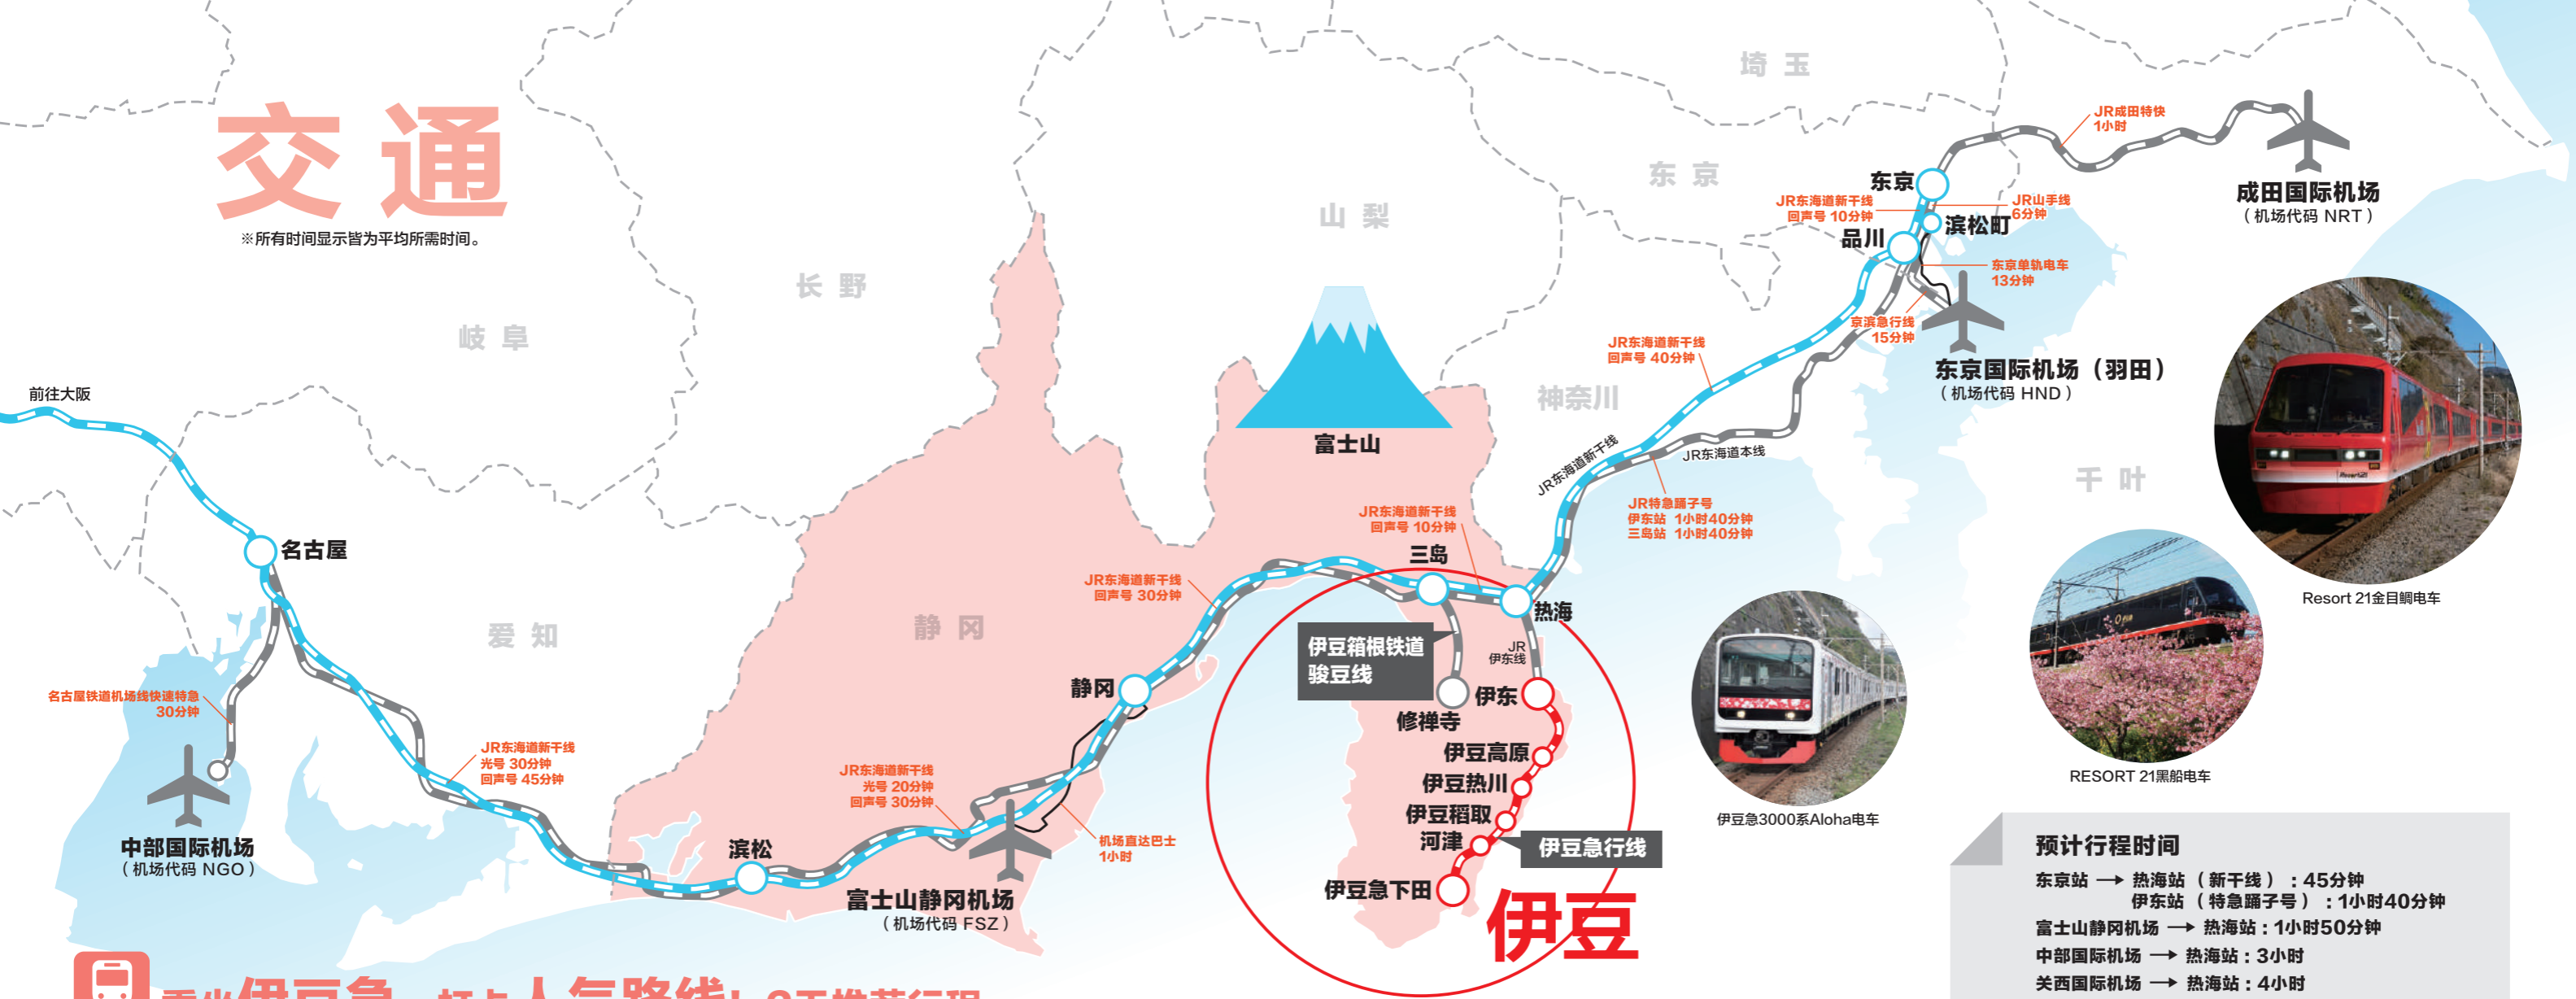 交通
※所有时间显示皆为平均所需时间。
埼玉
东京
山梨
长野
岐阜
神奈川
千叶
爱知
静冈
前往大阪
名古屋
名古屋铁道机场线快速特急
30分钟
中部国际机场
（机场代码 NGO）
JR东海道新干线
光号 30分钟
回声号 45分钟
滨松
JR东海道新干线
光号 20分钟
回声号 30分钟
富士山静冈机场
（机场代码 FSZ）
机场直达巴士
1小时
静冈
JR东海道新干线
回声号 30分钟
富士山
JR东海道新干线
回声号 10分钟
三岛
热海
伊豆箱根铁道
骏豆线
修禅寺
JR
伊东线
伊东
伊豆高原
伊豆热川
伊豆稻取
河津
伊豆急行线
伊豆急下田
伊豆
JR东海道新干线
JR东海道本线
JR特急踊子号
伊东站 1小时40分钟
三岛站 1小时40分钟
JR东海道新干线
回声号 40分钟
东京
JR东海道新干线
回声号 10分钟
品川
JR山手线
6分钟
滨松町
东京单轨电车
13分钟
京滨急行线
15分钟
东京国际机场（羽田）
（机场代码 HND）
JR成田特快
1小时
成田国际机场
（机场代码 NRT）
Resort 21金目鲷电车
RESORT 21黑船电车
伊豆急3000系Aloha电车
预计行程时间
东京站 → 热海站（新干线）：45分钟
伊东站（特急踊子号）：1小时40分钟
富士山静冈机场 → 热海站：1小时50分钟
中部国际机场 → 热海站：3小时
关西国际机场 → 热海站：4小时